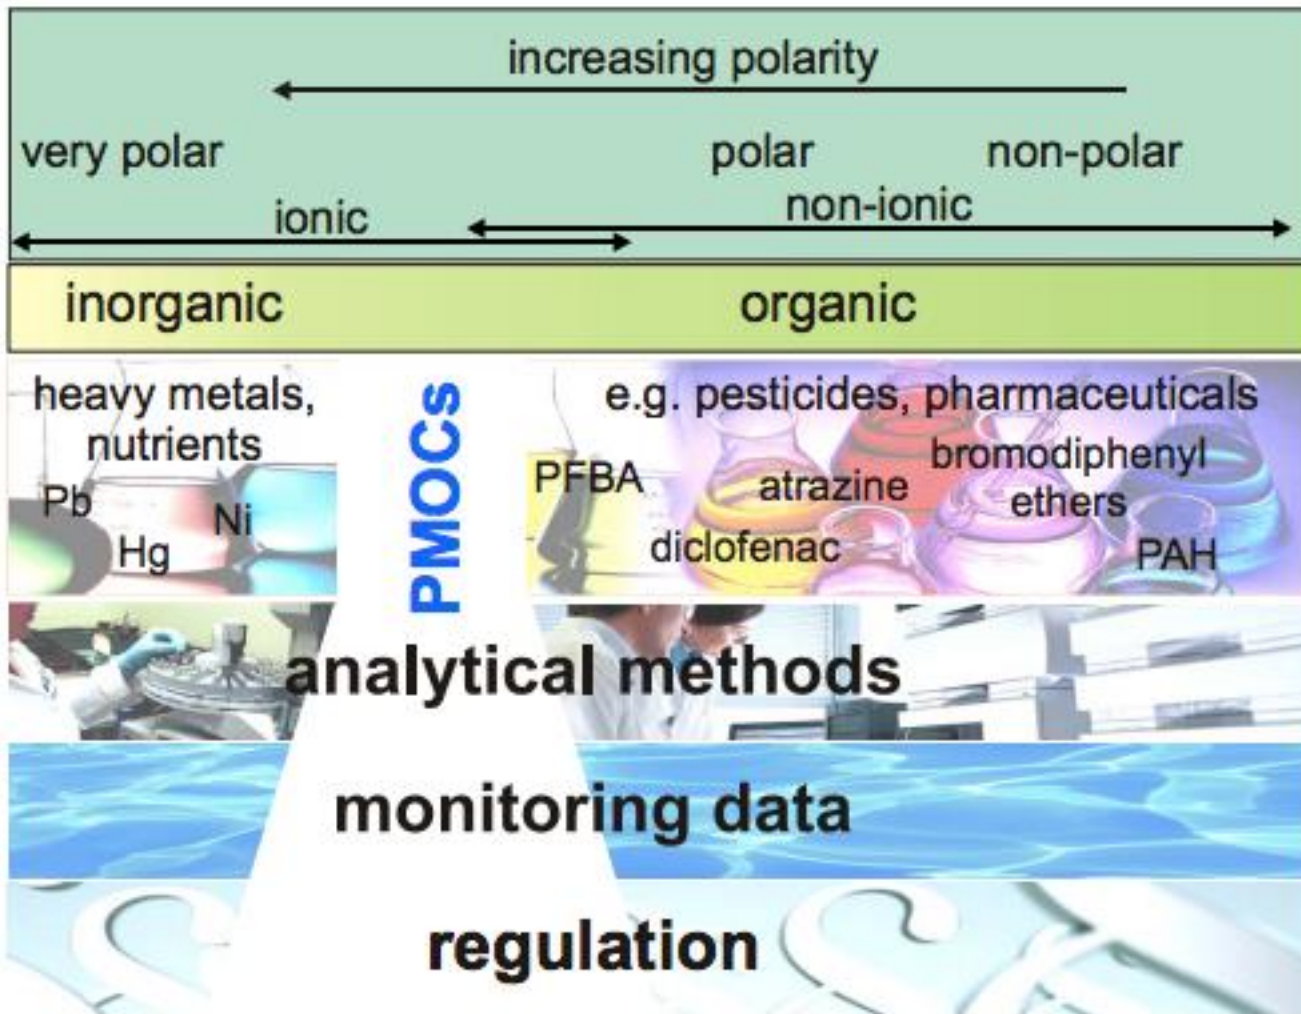 increasing polarity
very polar polar non-polar
ionic non-ionic
inorganic organic
heavy metals,
nutrients
Pb
Hg
Ni
PMOCs
e.g. pesticides, pharmaceuticals
PFBA
atrazine
bromodiphenyl
ethers
diclofenac
PAH
analytical methods
monitoring data
regulation